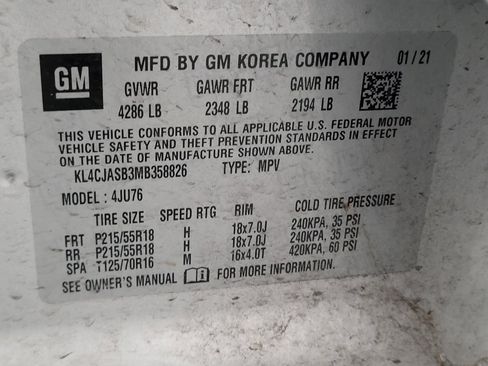 GM
MFD BY GM KOREA COMPANY 01/21
GVWR GAWR FRT GAWR RR
4286 LB 2348 LB 2194 LB
THIS VEHICLE CONFORMS TO ALL APPLICABLE U.S. FEDERAL MOTOR
VEHICLE SAFETY AND THEFT PREVENTION STANDARDS IN EFFECT
ON THE DATE OF MANUFACTURE SHOWN ABOVE.
KL4CJASB3MB358826 TYPE: MPV
MODEL: 4JU76
TIRE SIZE SPEED RTG RIM COLD TIRE PRESSURE
FRT P215/55R18 H 18x7.0J 240KPA, 35 PSI
RR P215/55R18 H 18x7.0J 240KPA, 35 PSI
SPA T125/70R16 M 16x4.0T 420KPA, 60 PSI
SEE OWNER'S MANUAL FOR MORE INFORMATION.